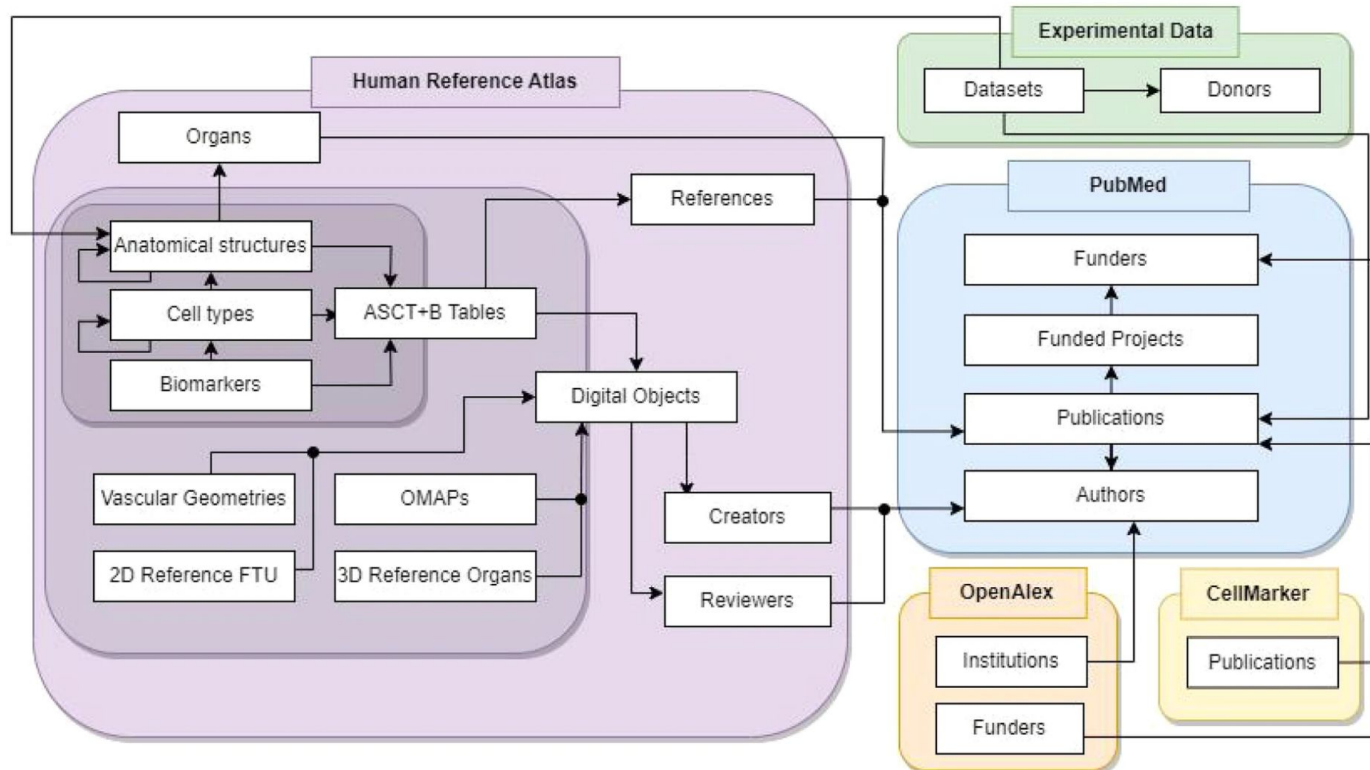 Human Reference Atlas
Organs
Anatomical structures
Cell types
Biomarkers
ASCT+B Tables
References
Digital Objects
Vascular Geometries
OMAPs
2D Reference FTU
3D Reference Organs
Creators
Reviewers
Experimental Data
Datasets
Donors
PubMed
Funders
Funded Projects
Publications
Authors
OpenAlex
Institutions
Funders
CellMarker
Publications